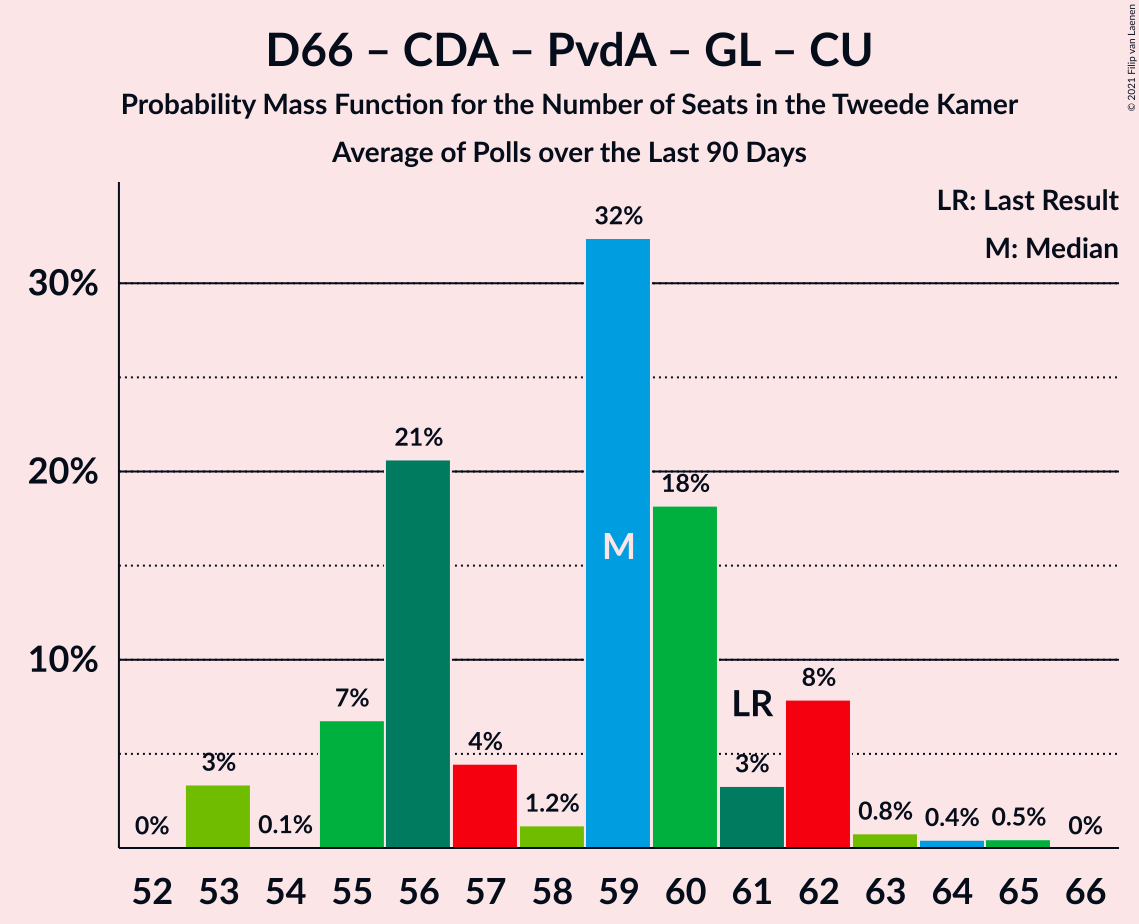 D66 – CDA – PvdA – GL – CU
Probability Mass Function for the Number of Seats in the Tweede Kamer
Average of Polls over the Last 90 Days
© 2021 Filip van Laenen
LR: Last Result
M: Median
30%
20%
10%
0%
3%
0.1%
7%
21%
4%
1.2%
32%
M
18%
LR
3%
8%
0.8%
0.4%
0.5%
0%
52 53 54 55 56 57 58 59 60 61 62 63 64 65 66